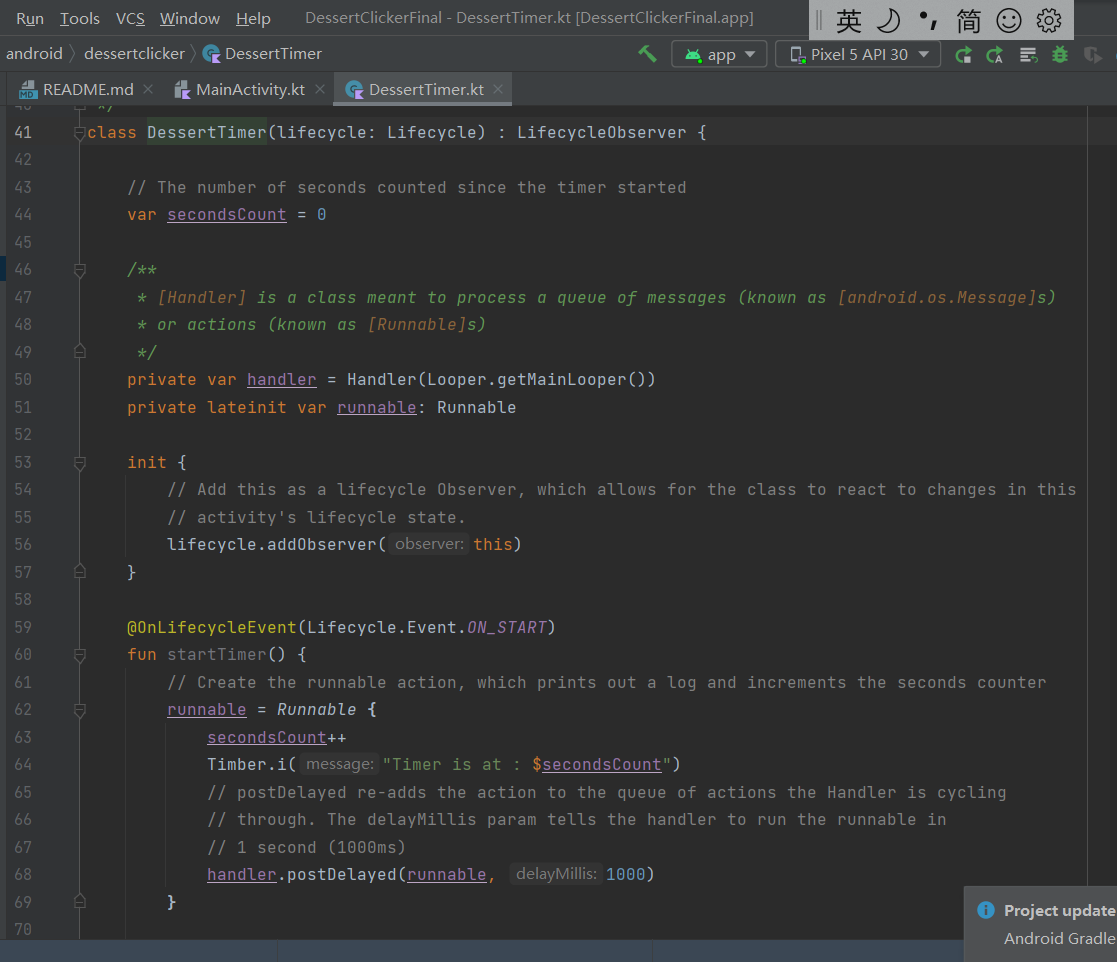 Run Tools VCS Window Help DessertClickerFinal - DessertTimer.kt [DessertClickerFinal.app] 英 简
android dessertclicker DessertTimer app Pixel 5 API 30
README.md MainActivity.kt DessertTimer.kt
40 */
41 class DessertTimer(lifecycle: Lifecycle) : LifecycleObserver {
42
43 // The number of seconds counted since the timer started
44 var secondsCount = 0
45
46 /**
47 * [Handler] is a class meant to process a queue of messages (known as [android.os.Message]s)
48 * or actions (known as [Runnable]s)
49 */
50 private var handler = Handler(Looper.getMainLooper())
51 private lateinit var runnable: Runnable
52
53 init {
54 // Add this as a lifecycle Observer, which allows for the class to react to changes in this
55 // activity's lifecycle state.
56 lifecycle.addObserver( observer: this)
57 }
58
59 @OnLifecycleEvent(Lifecycle.Event.ON_START)
60 fun startTimer() {
61 // Create the runnable action, which prints out a log and increments the seconds counter
62 runnable = Runnable {
63 secondsCount++
64 Timber.i( message: "Timer is at : $secondsCount")
65 // postDelayed re-adds the action to the queue of actions the Handler is cycling
66 // through. The delayMillis param tells the handler to run the runnable in
67 // 1 second (1000ms)
68 handler.postDelayed(runnable, delayMillis: 1000)
69 }
70
Project update
Android Gradle